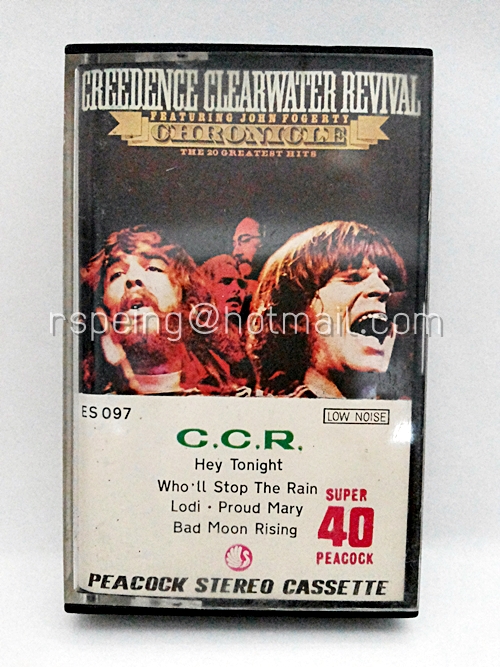 CREEDENCE CLEARWATER REVIVAL
FEATURING JOHN FOGERTY
CHRONICLE
THE 20 GREATEST HITS
rspeing@hotmail.com
ES 097
LOW NOISE
C.C.R.
Hey Tonight
Who'll Stop The Rain
Lodi · Proud Mary
Bad Moon Rising
SUPER
40
PEACOCK
PEACOCK STEREO CASSETTE